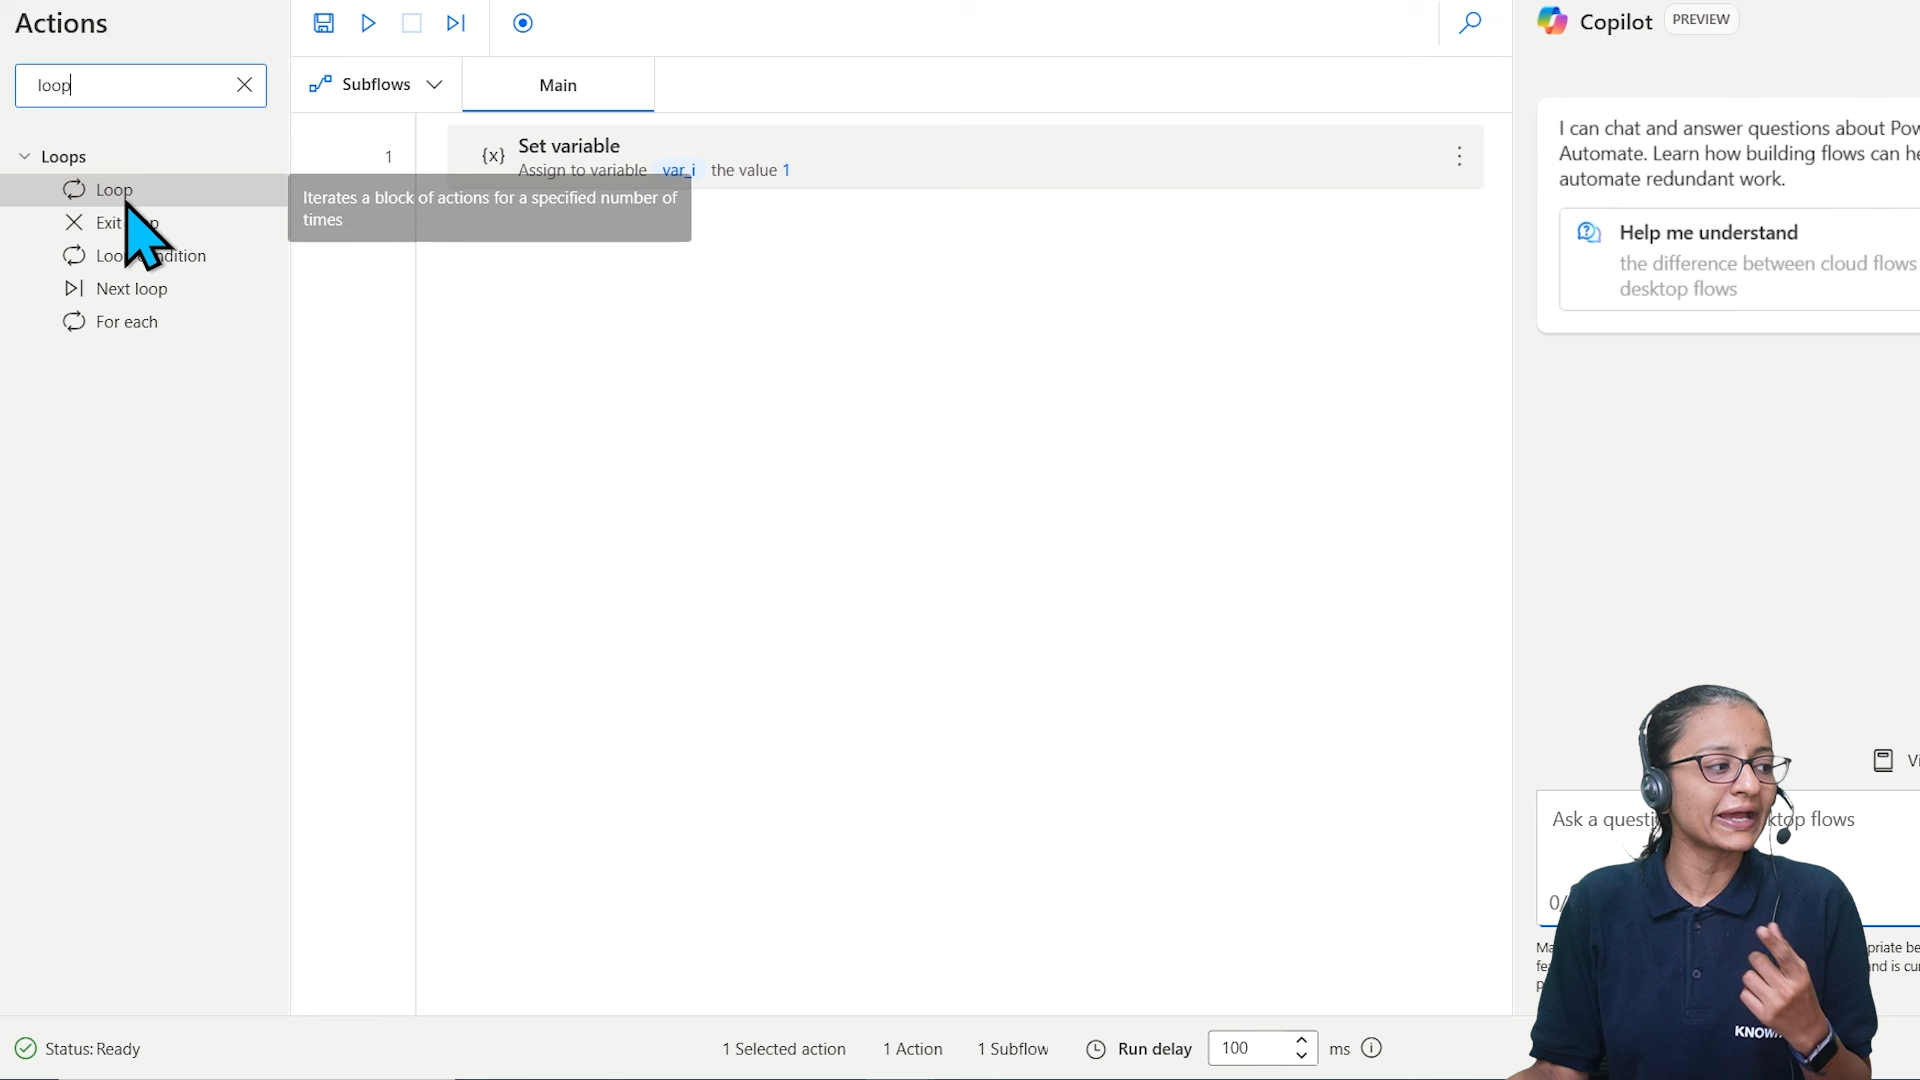 Actions
loop
Loops
Loop
Exit
Next loop
For each
Subflows
Main
1
{x}
Set variable
Assign to variable var_i the value 1
Iterates a block of actions for a specified number of
times
Copilot PREVIEW
I can chat and answer questions about
Automate. Learn how building flows can
automate redundant work.
Help me understand
the difference between cloud flows
desktop flows
Ask a flows
Status: Ready
1 Selected action
1 Action
1 Subflow
Run delay
100
ms